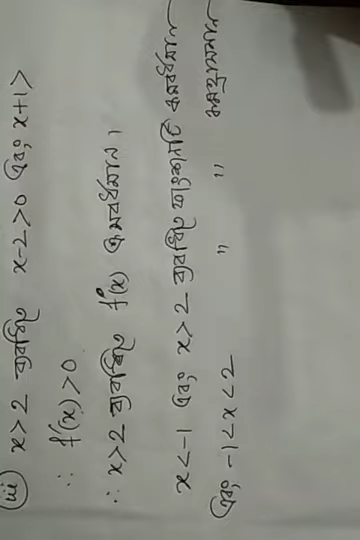 (iii) x>2 ব্যবধিতে x-2>0 এবং x+1>
∴ f'(x)>0
∴ x>2 ব্যবধিতে f(x) ক্রমবর্ধমান।
x<-1 এবং x>2 ব্যবধিতে ফাংশনটি ক্রমবর্ধমান
এবং -1<x<2 " " ক্রমহ্রাসমান